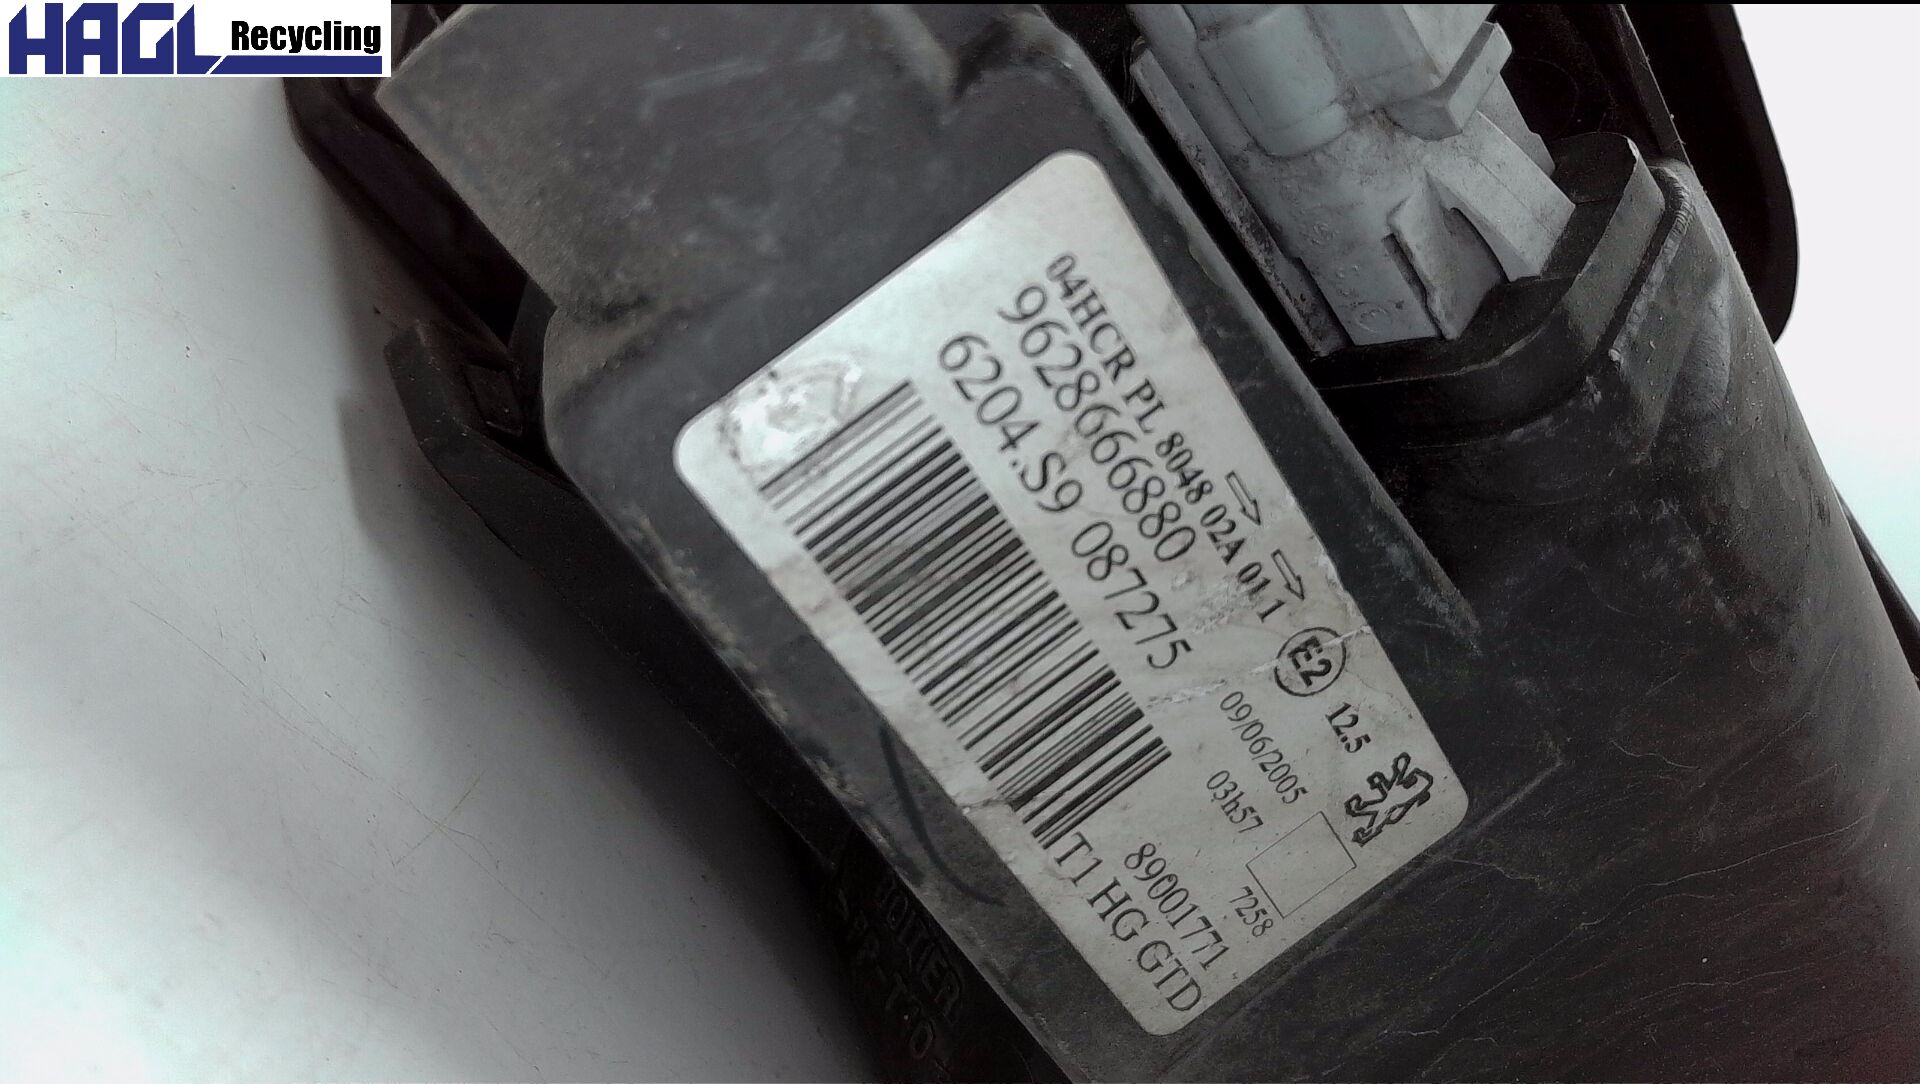 HAGL Recycling
04HCR PL 8048 02A 01.1
9628666880
6204.S9 087275
E2
12.5
09/06/2005
03h57
7258
89001771
T1 HG GTD